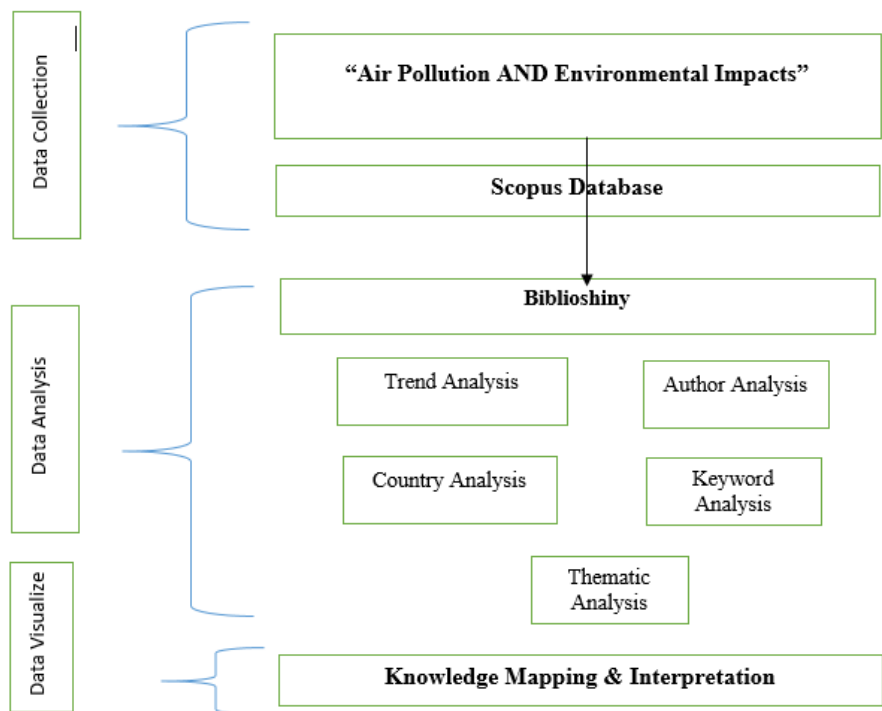 Data Collection
“Air Pollution AND Environmental Impacts”
Scopus Database
Data Analysis
Biblioshiny
Trend Analysis
Author Analysis
Country Analysis
Keyword
Analysis
Thematic
Analysis
Data Visualize
Knowledge Mapping & Interpretation